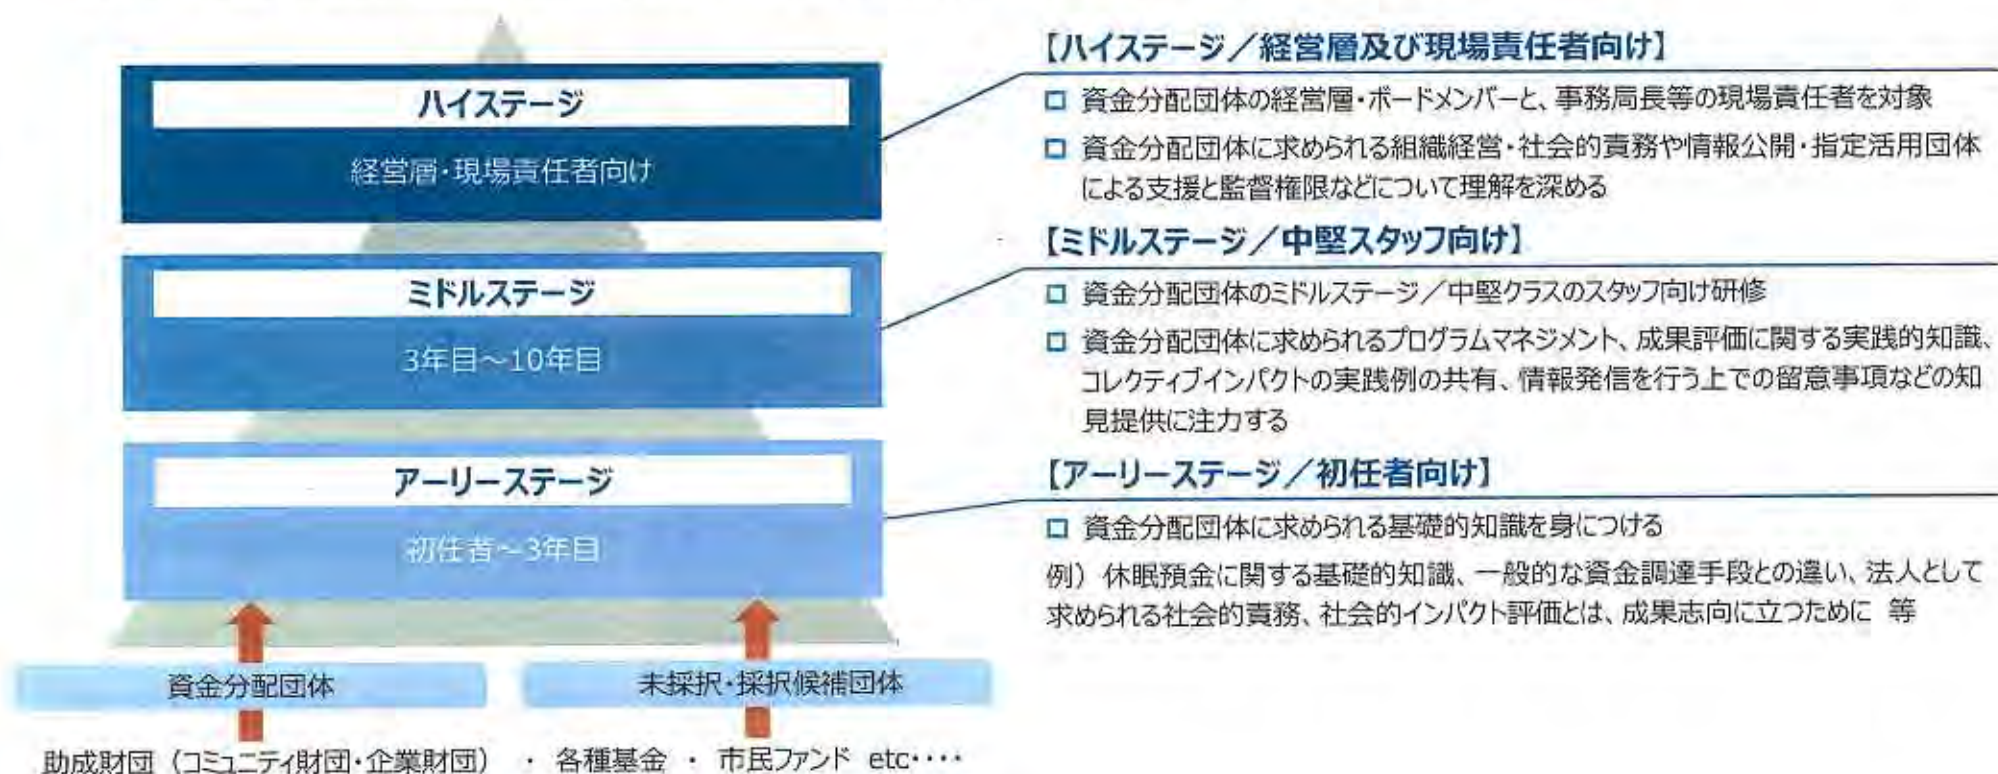 ハイステージ
経営層・現場責任者向け
ミドルステージ
3年目～10年目
アーリーステージ
初任者～3年目
資金分配団体
未採択・採択候補団体
助成財団（コミュニティ財団・企業財団） ・ 各種基金 ・ 市民ファンド etc････
【ハイステージ／経営層及び現場責任者向け】
□ 資金分配団体の経営層・ボードメンバーと、事務局長等の現場責任者を対象
□ 資金分配団体に求められる組織経営・社会的責務や情報公開・指定活用団体
による支援と監督権限などについて理解を深める
【ミドルステージ／中堅スタッフ向け】
□ 資金分配団体のミドルステージ／中堅クラスのスタッフ向け研修
□ 資金分配団体に求められるプログラムマネジメント、成果評価に関する実践的知識、
コレクティブインパクトの実践例の共有、情報発信を行う上での留意事項などの知
見提供に注力する
【アーリーステージ／初任者向け】
□ 資金分配団体に求められる基礎的知識を身につける
例）休眠預金に関する基礎的知識、一般的な資金調達手段との違い、法人として
求められる社会的責務、社会的インパクト評価とは、成果志向に立つために 等